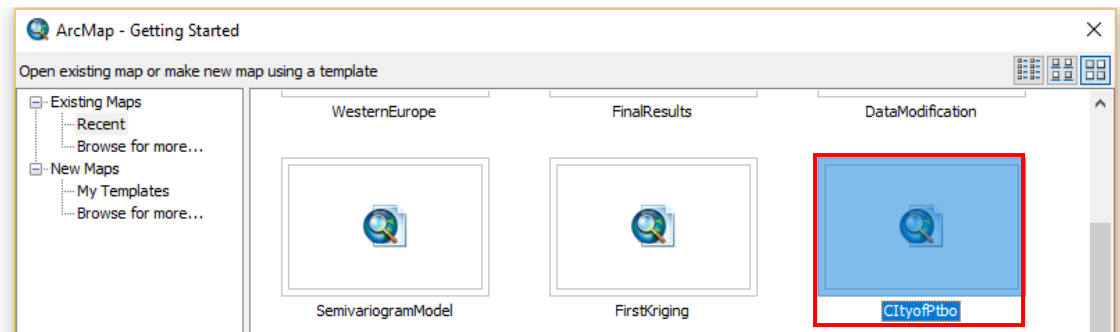 ArcMap - Getting Started
Open existing map or make new map using a template
Existing Maps
Recent
Browse for more...
New Maps
My Templates
Browse for more...
WesternEurope
FinalResults
DataModification
SemivariogramModel
FirstKriging
CItyofPtbo